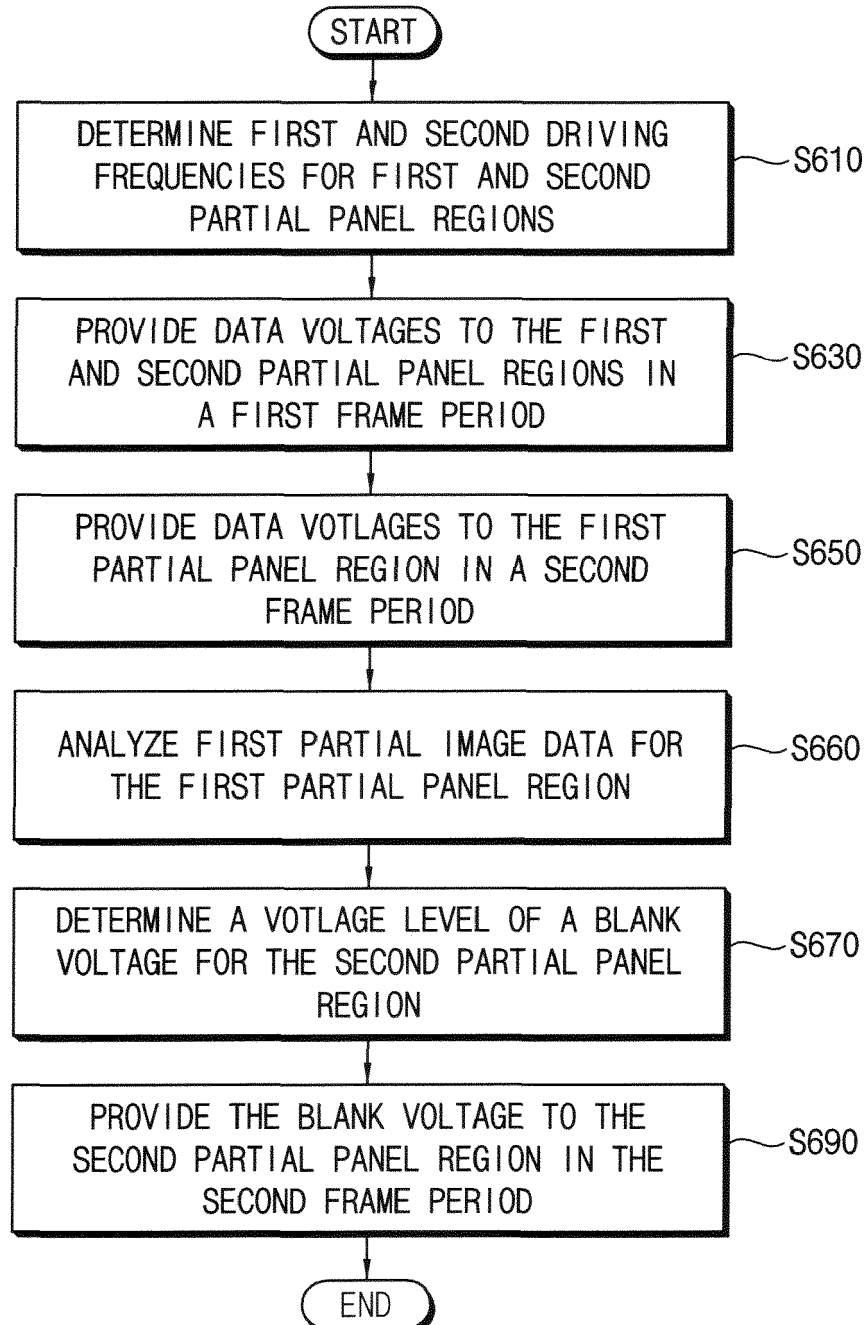 START
DETERMINE FIRST AND SECOND DRIVING
FREQUENCIES FOR FIRST AND SECOND
PARTIAL PANEL REGIONS
S610
PROVIDE DATA VOLTAGES TO THE FIRST
AND SECOND PARTIAL PANEL REGIONS IN
A FIRST FRAME PERIOD
S630
PROVIDE DATA VOTLAGES TO THE FIRST
PARTIAL PANEL REGION IN A SECOND
FRAME PERIOD
S650
ANALYZE FIRST PARTIAL IMAGE DATA FOR
THE FIRST PARTIAL PANEL REGION
S660
DETERMINE A VOTLAGE LEVEL OF A BLANK
VOLTAGE FOR THE SECOND PARTIAL PANEL
REGION
S670
PROVIDE THE BLANK VOLTAGE TO THE
SECOND PARTIAL PANEL REGION IN THE
SECOND FRAME PERIOD
S690
END